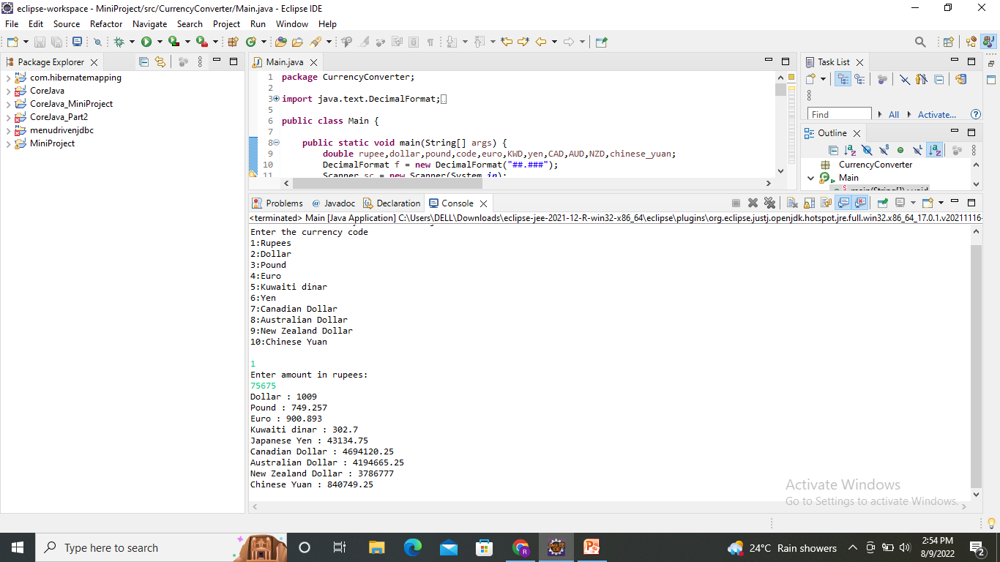 eclipse-workspace - MiniProject/src/CurrencyConverter/Main.java - Eclipse IDE
File Edit Source Refactor Navigate Search Project Run Window Help
Package Explorer
com.hibernatemapping
CoreJava
CoreJava_MiniProject
CoreJava_Part2
menudrivenjdbc
MiniProject
Main.java
1 package CurrencyConverter;
2
3 import java.text.DecimalFormat;
5
6 public class Main {
7
8 public static void main(String[] args) {
9 double rupee,dollar,pound,code,euro,KWD,yen,CAD,AUD,NZD,chinese_yuan;
10 DecimalFormat f = new DecimalFormat("##.###");
11 Scanner sc = new Scanner(System.in);
Task List
Find All Activate...
Outline
CurrencyConverter
Main
main(String[]) : void
Problems Javadoc Declaration Console
<terminated> Main [Java Application] C:\Users\DELL\Downloads\eclipse-jee-2021-12-R-win32-x86_64\eclipse\plugins\org.eclipse.justj.openjdk.hotspot.jre.full.win32.x86_64_17.0.1.v20211116-
Enter the currency code
1:Rupees
2:Dollar
3:Pound
4:Euro
5:Kuwaiti dinar
6:Yen
7:Canadian Dollar
8:Australian Dollar
9:New Zealand Dollar
10:Chinese Yuan
1
Enter amount in rupees:
75675
Dollar : 1009
Pound : 749.257
Euro : 900.893
Kuwaiti dinar : 302.7
Japanese Yen : 43134.75
Canadian Dollar : 4694120.25
Australian Dollar : 4194665.25
New Zealand Dollar : 3786777
Chinese Yuan : 840749.25
Activate Windows
Go to Settings to activate Windows.
Type here to search
24°C Rain showers
2:54 PM
8/9/2022
2